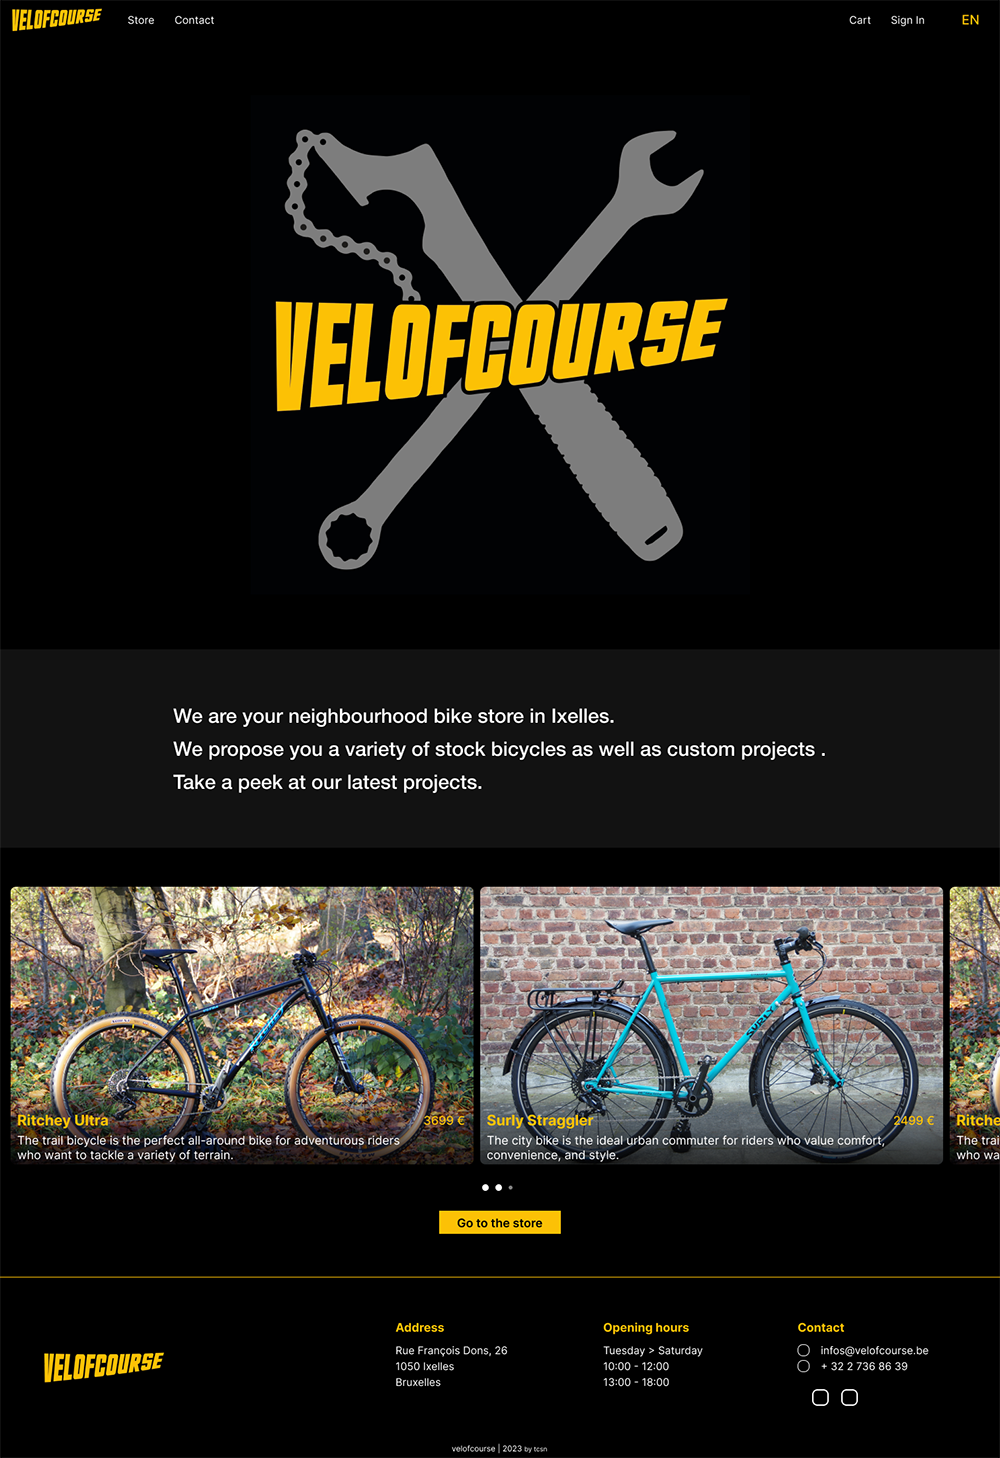 VELOFCOURSE Store Contact Cart Sign In EN
VELOFCOURSE
We are your neighbourhood bike store in Ixelles.
We propose you a variety of stock bicycles as well as custom projects .
Take a peek at our latest projects.
SURLY
Ritchey Ultra 3699 €
The trail bicycle is the perfect all-around bike for adventurous riders
who want to tackle a variety of terrain.
Surly Straggler 2499 €
The city bike is the ideal urban commuter for riders who value comfort,
convenience, and style.
Ritche
The trai
who wa
Go to the store
VELOFCOURSE
Address
Rue François Dons, 26
1050 Ixelles
Bruxelles
Opening hours
Tuesday > Saturday
10:00 - 12:00
13:00 - 18:00
Contact
infos@velofcourse.be
+ 32 2 736 86 39
velofcourse | 2023 by tcsn